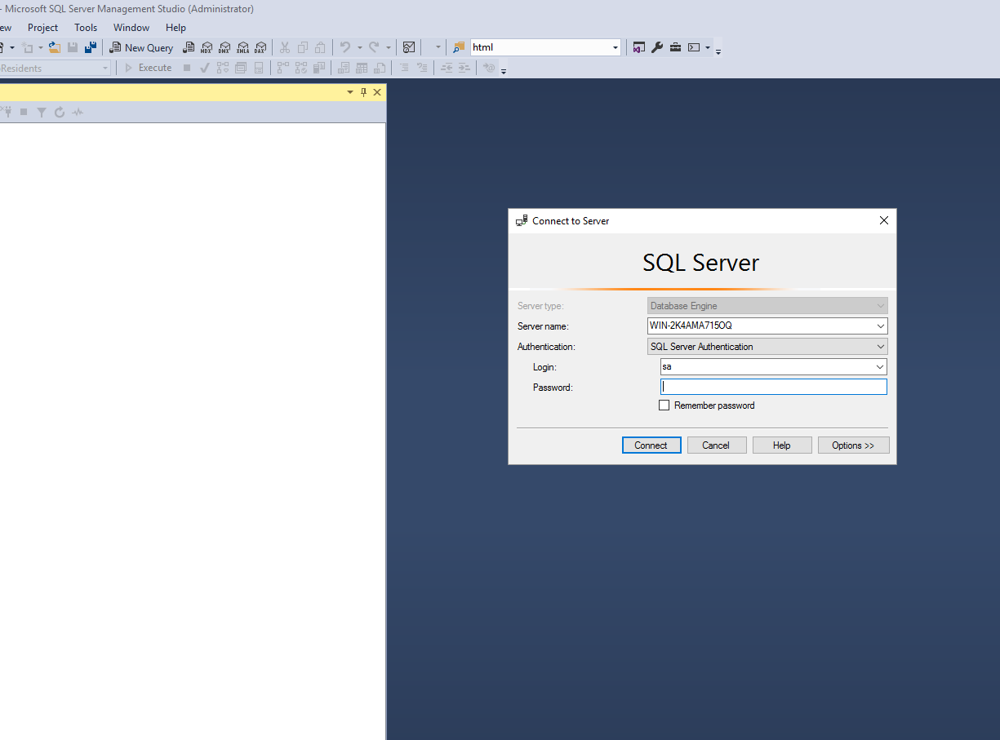 - Microsoft SQL Server Management Studio (Administrator)
ew Project Tools Window Help
New Query MDX DMX XMLA DAX html
Residents Execute
Connect to Server
SQL Server
Server type: Database Engine
Server name: WIN-2K4AMA715OQ
Authentication: SQL Server Authentication
Login: sa
Password:
Remember password
Connect Cancel Help Options >>